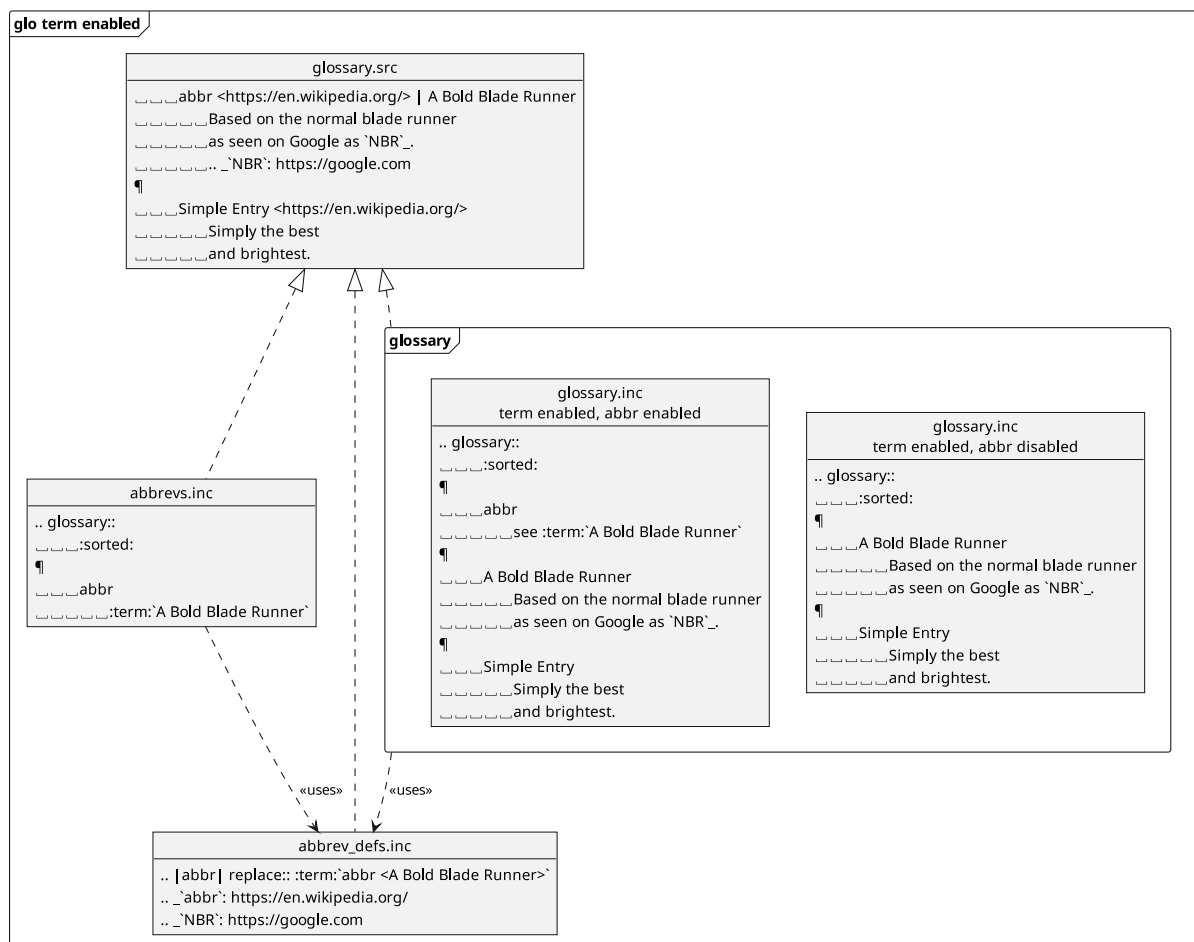 glo term enabled
glossary.src
⎵⎵⎵abbr <https://en.wikipedia.org/> | A Bold Blade Runner
⎵⎵⎵⎵⎵Based on the normal blade runner
⎵⎵⎵⎵⎵as seen on Google as `NBR`_.
⎵⎵⎵⎵⎵.. _`NBR`: https://google.com
¶
⎵⎵⎵Simple Entry <https://en.wikipedia.org/>
⎵⎵⎵⎵⎵Simply the best
⎵⎵⎵⎵⎵and brightest.
glossary
glossary.inc
term enabled, abbr enabled
.. glossary::
⎵⎵⎵:sorted:
¶
⎵⎵⎵abbr
⎵⎵⎵⎵⎵see :term:`A Bold Blade Runner`
¶
⎵⎵⎵A Bold Blade Runner
⎵⎵⎵⎵⎵Based on the normal blade runner
⎵⎵⎵⎵⎵as seen on Google as `NBR`_.
¶
⎵⎵⎵Simple Entry
⎵⎵⎵⎵⎵Simply the best
⎵⎵⎵⎵⎵and brightest.
glossary.inc
term enabled, abbr disabled
.. glossary::
⎵⎵⎵:sorted:
¶
⎵⎵⎵A Bold Blade Runner
⎵⎵⎵⎵⎵Based on the normal blade runner
⎵⎵⎵⎵⎵as seen on Google as `NBR`_.
¶
⎵⎵⎵Simple Entry
⎵⎵⎵⎵⎵Simply the best
⎵⎵⎵⎵⎵and brightest.
abbrevs.inc
.. glossary::
⎵⎵⎵:sorted:
¶
⎵⎵⎵abbr
⎵⎵⎵⎵⎵:term:`A Bold Blade Runner`
«uses»
«uses»
abbrev_defs.inc
.. |abbr| replace:: :term:`abbr <A Bold Blade Runner>`
.. _`abbr`: https://en.wikipedia.org/
.. _`NBR`: https://google.com